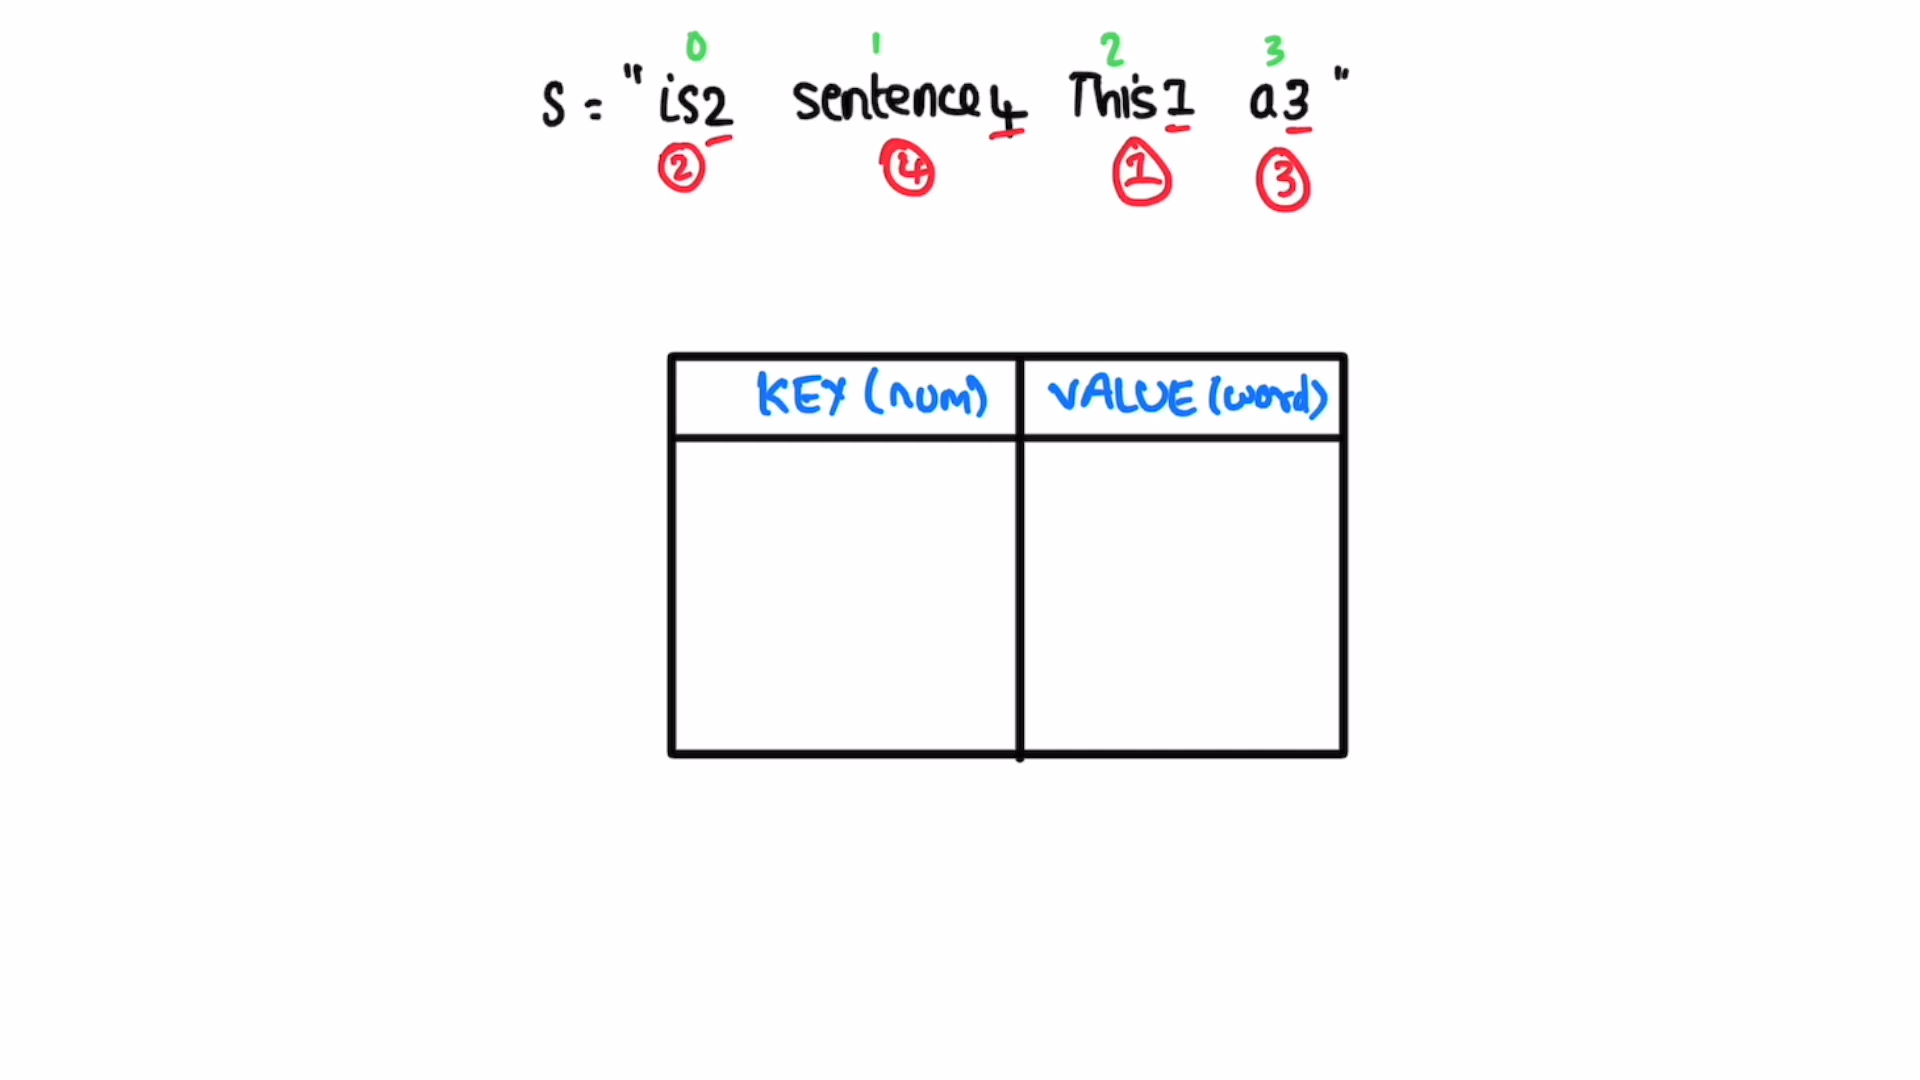 0 1 2 3
S = "is2 sentence4 This1 a3"
2 4 1 3
KEY (num) VALUE (word)